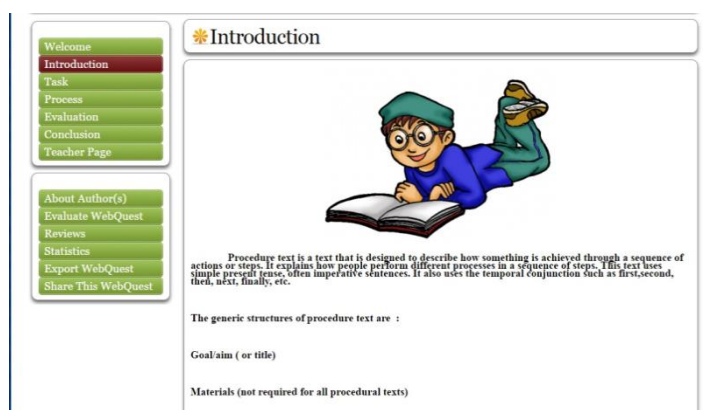 Welcome
Introduction
Task
Process
Evaluation
Conclusion
Teacher Page
About Author(s)
Evaluate WebQuest
Reviews
Statistics
Export WebQuest
Share This WebQuest
Introduction
Procedure text is a text that is designed to describe how something is achieved through a sequence of
actions or steps. It explains how people perform different processes in a sequence of steps. This text uses
simple present tense, often imperative sentences. It also uses the temporal conjunction such as first,second,
then, next, finally, etc.
The generic structures of procedure text are :
Goal/aim ( or title)
Materials (not required for all procedural texts)